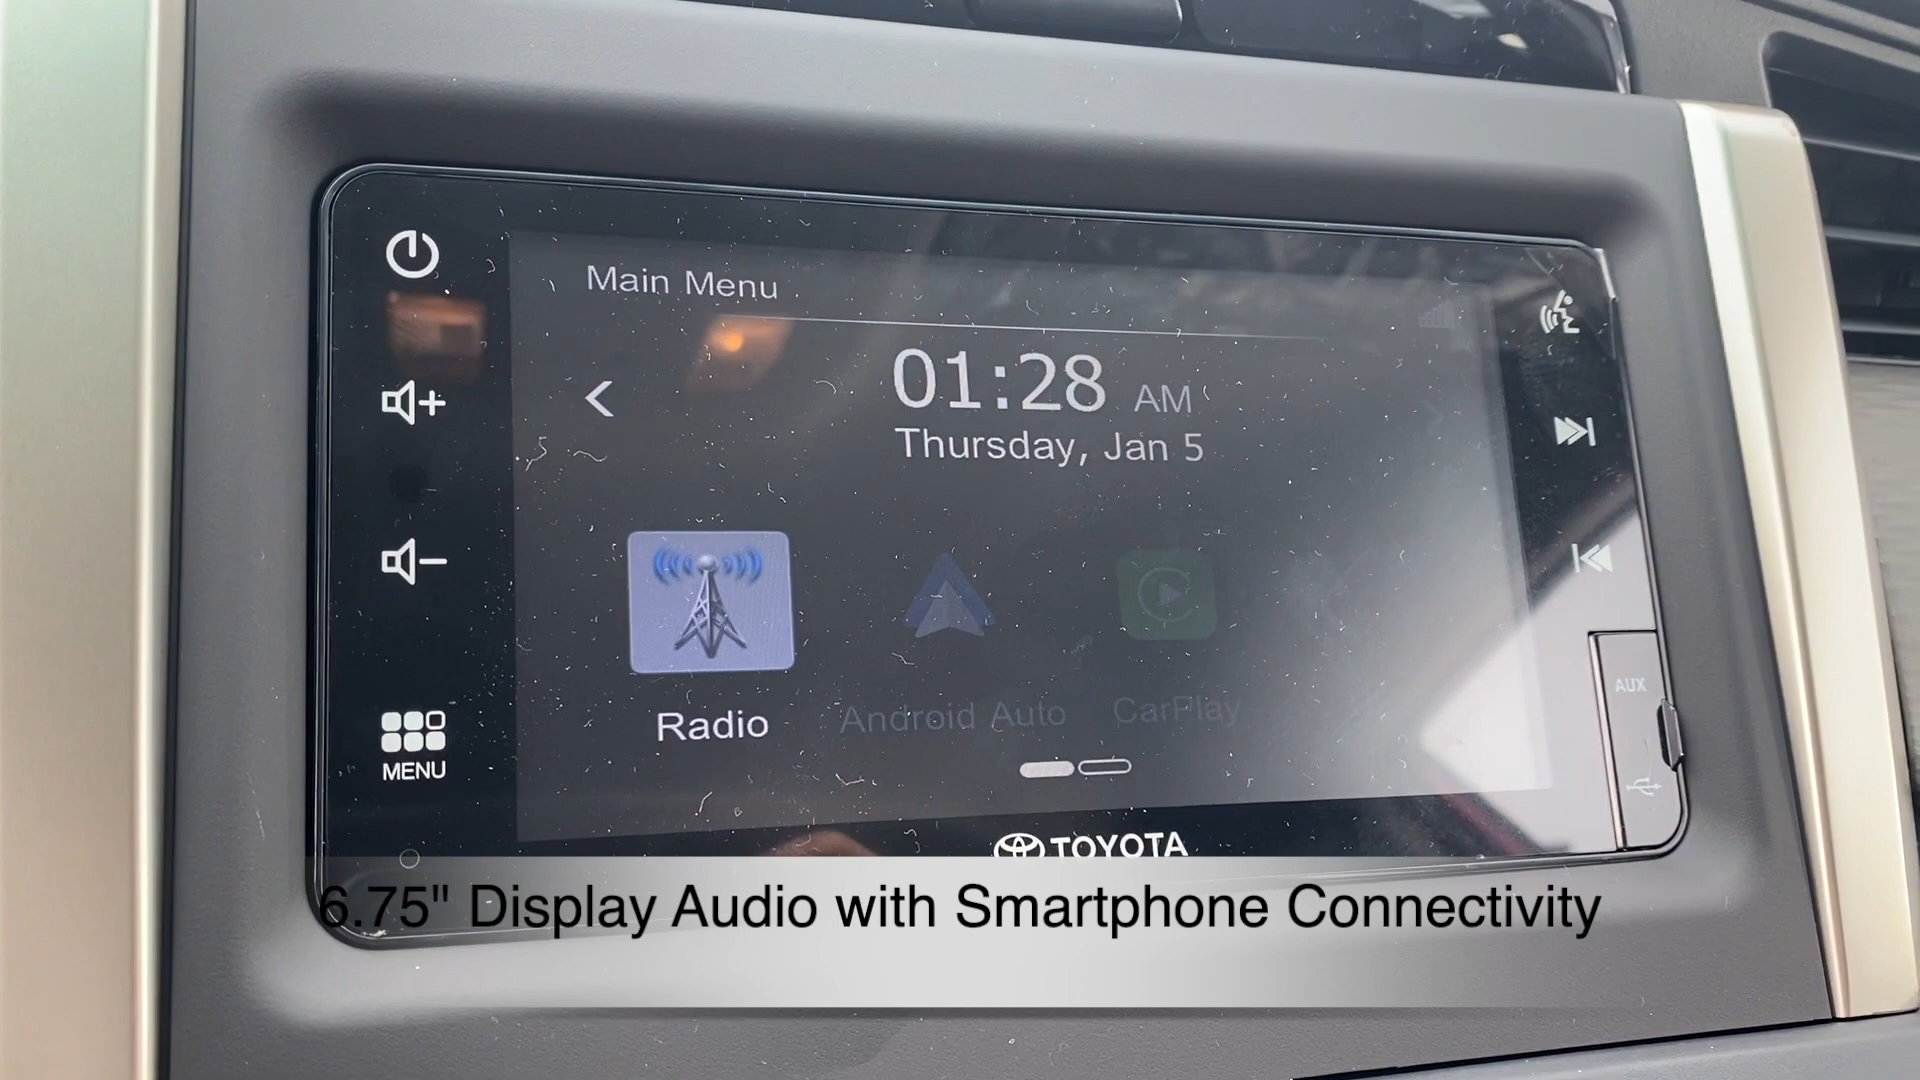 Main Menu
01:28 AM
Thursday, Jan 5
Radio
Android Auto
CarPlay
MENU
AUX
TOYOTA
6.75" Display Audio with Smartphone Connectivity